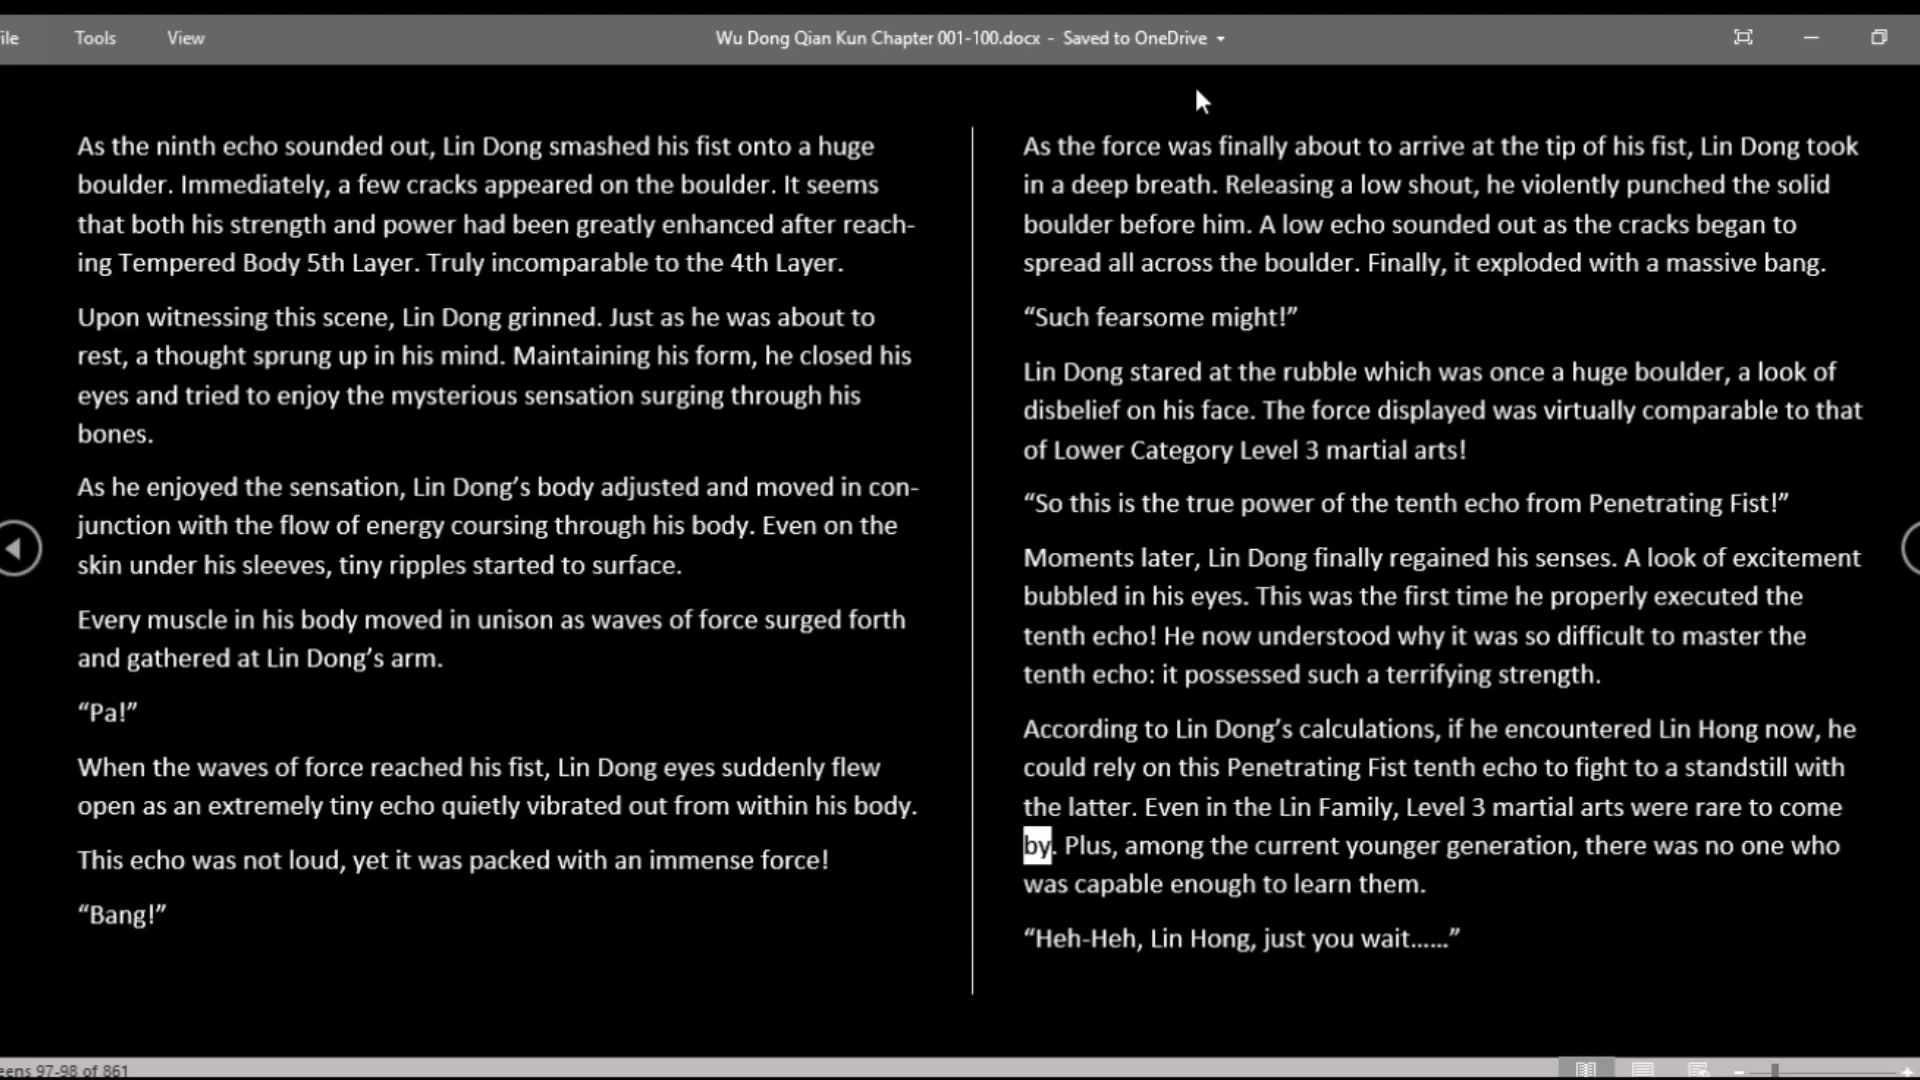 ile Tools View Wu Dong Qian Kun Chapter 001-100.docx - Saved to OneDrive
As the ninth echo sounded out, Lin Dong smashed his fist onto a huge
boulder. Immediately, a few cracks appeared on the boulder. It seems
that both his strength and power had been greatly enhanced after reach-
ing Tempered Body 5th Layer. Truly incomparable to the 4th Layer.
Upon witnessing this scene, Lin Dong grinned. Just as he was about to
rest, a thought sprung up in his mind. Maintaining his form, he closed his
eyes and tried to enjoy the mysterious sensation surging through his
bones.
As he enjoyed the sensation, Lin Dong’s body adjusted and moved in con-
junction with the flow of energy coursing through his body. Even on the
skin under his sleeves, tiny ripples started to surface.
Every muscle in his body moved in unison as waves of force surged forth
and gathered at Lin Dong’s arm.
“Pa!”
When the waves of force reached his fist, Lin Dong eyes suddenly flew
open as an extremely tiny echo quietly vibrated out from within his body.
This echo was not loud, yet it was packed with an immense force!
“Bang!”
As the force was finally about to arrive at the tip of his fist, Lin Dong took
in a deep breath. Releasing a low shout, he violently punched the solid
boulder before him. A low echo sounded out as the cracks began to
spread all across the boulder. Finally, it exploded with a massive bang.
“Such fearsome might!”
Lin Dong stared at the rubble which was once a huge boulder, a look of
disbelief on his face. The force displayed was virtually comparable to that
of Lower Category Level 3 martial arts!
“So this is the true power of the tenth echo from Penetrating Fist!”
Moments later, Lin Dong finally regained his senses. A look of excitement
bubbled in his eyes. This was the first time he properly executed the
tenth echo! He now understood why it was so difficult to master the
tenth echo: it possessed such a terrifying strength.
According to Lin Dong’s calculations, if he encountered Lin Hong now, he
could rely on this Penetrating Fist tenth echo to fight to a standstill with
the latter. Even in the Lin Family, Level 3 martial arts were rare to come
by. Plus, among the current younger generation, there was no one who
was capable enough to learn them.
“Heh-Heh, Lin Hong, just you wait......”
eens 97-98 of 861